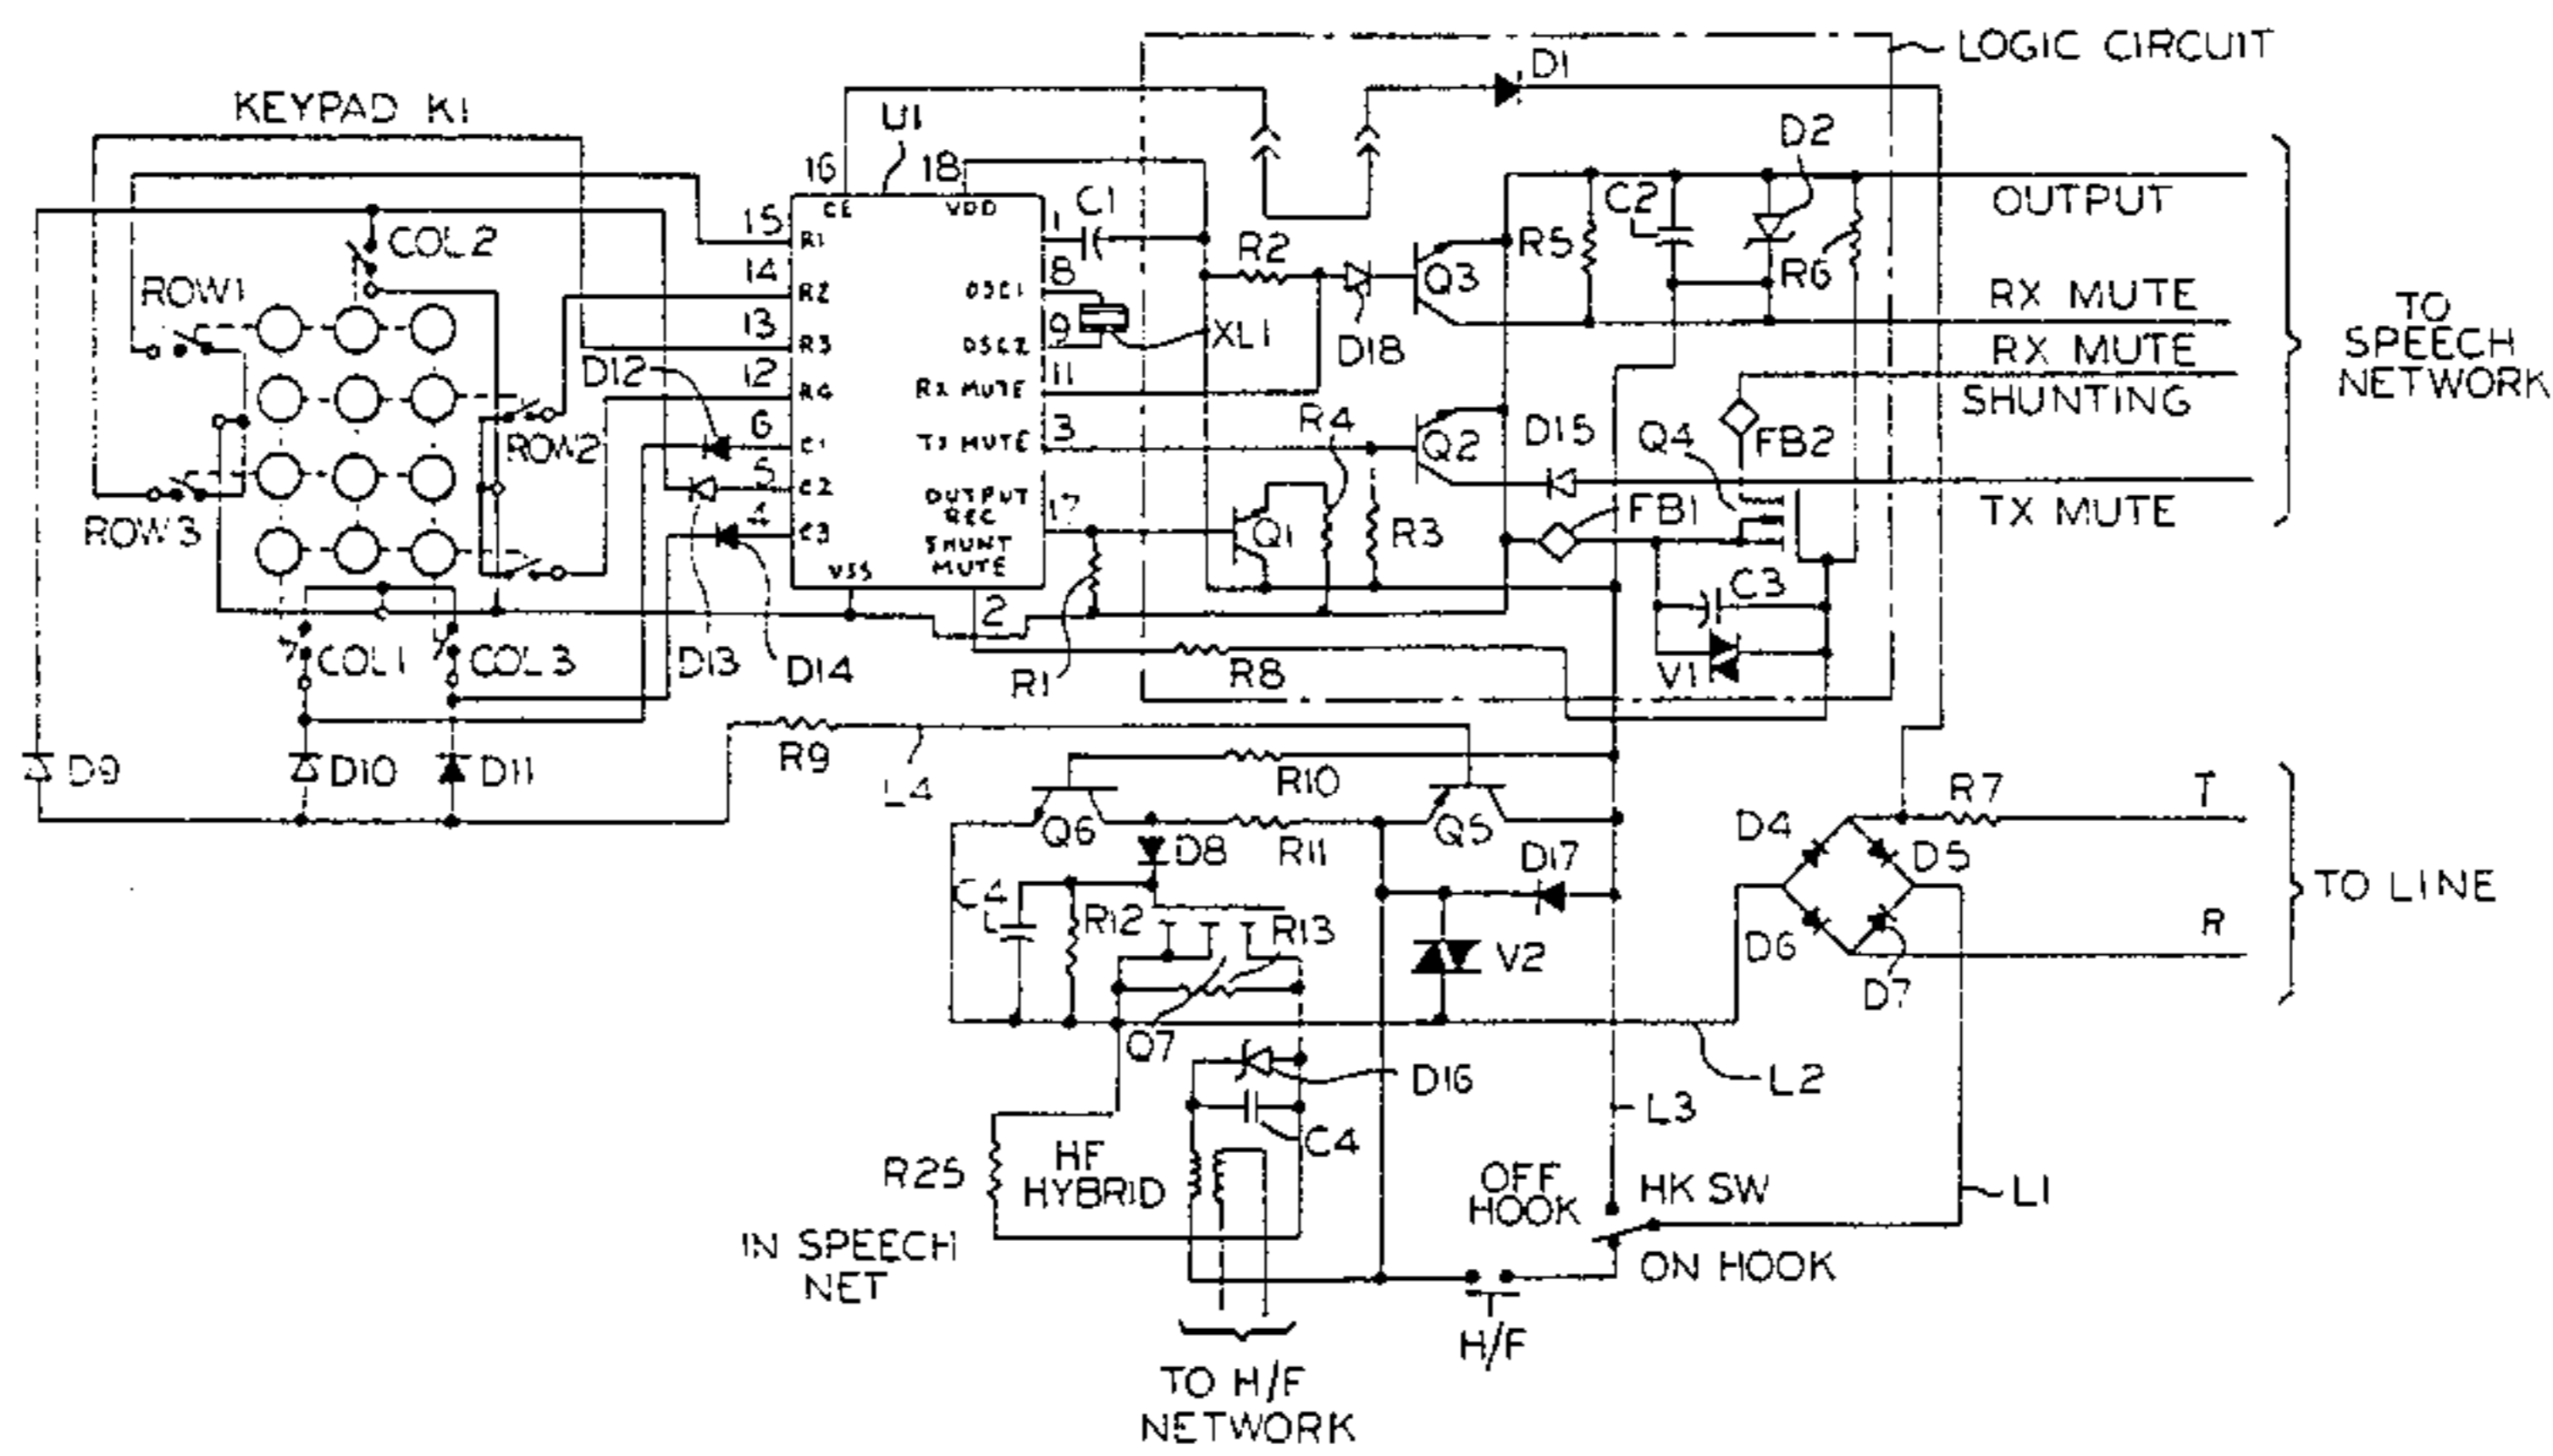 LOGIC CIRCUIT
D1
KEYPAD K1
U1
D2
16
18
CE
VDD
C1
C2
OUTPUT
15
R1
1
R2
R5
R6
COL2
14
R2
8
OSC1
Q3
RX MUTE
ROW1
13
R3
9
OSC2
XL1
D18
RX MUTE
SHUNTING
TO
SPEECH
NETWORK
D12
12
R4
11
RX MUTE
R4
Q4
FB2
6
C1
3
TX MUTE
Q2
D15
ROW2
5
C2
OUTPUT
REC
SHUNT
MUTE
17
FB1
TX MUTE
ROW3
4
C3
Q1
R3
VSS
2
C3
COL1
COL3
D13
D14
R1
R8
V1
D9
D10
D11
R9
L4
R10
R7
T
Q6
D8
R11
Q5
D17
D4
D5
TO LINE
C4
R12
R13
V2
D6
D7
R
Q7
D16
L2
L3
C4
R25
HF
HYBRID
OFF
HOOK
HK SW
L1
IN SPEECH
NET
ON HOOK
H/F
TO H/F
NETWORK